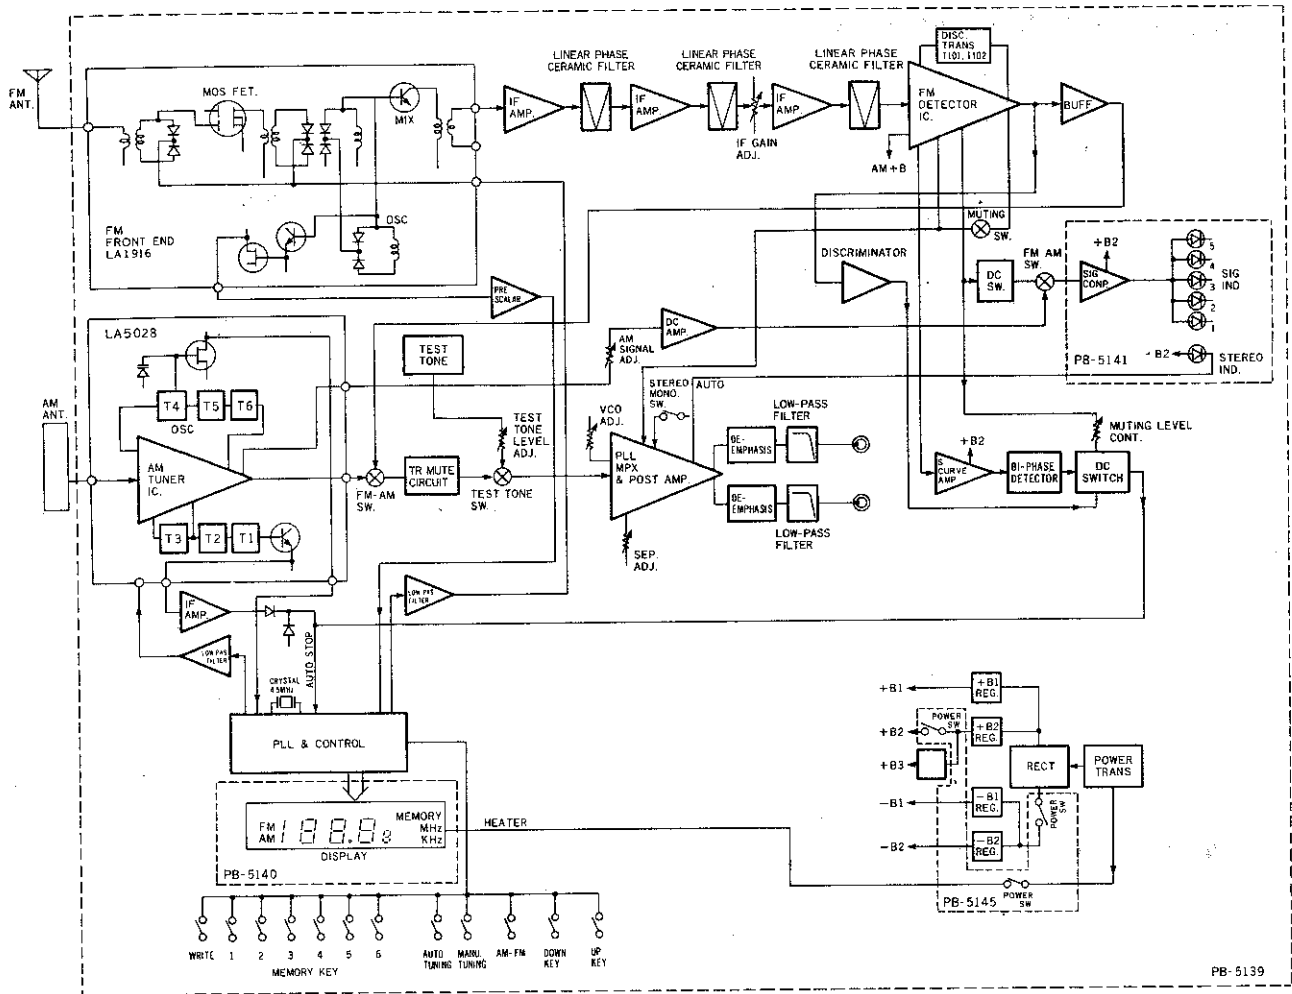 FM
ANT.
MOS FET.
MIX
OSC
FM
FRONT END
LA1916
IF
AMP.
LINEAR PHASE
CERAMIC FILTER
IF
AMP.
LINEAR PHASE
CERAMIC FILTER
IF GAIN
ADJ.
IF
AMP.
LINEAR PHASE
CERAMIC FILTER
DISC.
TRANS
T101, T102
FM
DETECTOR
IC.
AM+B
BUFF
MUTING
SW.
DISCRIMINATOR
DC
SW.
FM AM
SW.
+B2
SIG
COMP.
5
4
3
2
1
SIG
IND
B2
STEREO
IND.
PB-5141
PRE
SCALAR
LA5028
AM
ANT.
T4
T5
T6
OSC
AM
TUNER
IC.
T3
T2
T1
TEST
TONE
AM
SIGNAL
ADJ.
DC
AMP.
TEST
TONE
LEVEL
ADJ.
VCO
ADJ.
STEREO
MONO.
SW.
AUTO
FM-AM
SW.
TR MUTE
CIRCUIT
TEST TONE
SW.
PLL
MPX
& POST AMP.
SEP.
ADJ.
DE-
EMPHASIS
LOW-PASS
FILTER
DE-
EMPHASIS
LOW-PASS
FILTER
+B2
S
CURVE
AMP
BI-PHASE
DETECTOR
DC
SWITCH
MUTING LEVEL
CONT.
IF
AMP.
LOW PAS
FILTER
LOW PAS
FILTER
AUTO STOP
CRYSTAL
4.5MHz
PLL & CONTROL
FM
AM
188.88
MEMORY
MHz
KHz
DISPLAY
PB-5140
HEATER
WRITE
1
2
3
4
5
6
MEMORY KEY
AUTO
TUNING
MANU.
TUNING
AM-FM
DOWN
KEY
UP
KEY
+B1
+B1
REG.
+B2
POWER
SW
+B2
REG.
+B3
RECT
POWER
TRANS
-B1
-B1
REG.
POWER
SW
-B2
-B2
REG.
PB-5145
POWER
SW
PB-5139